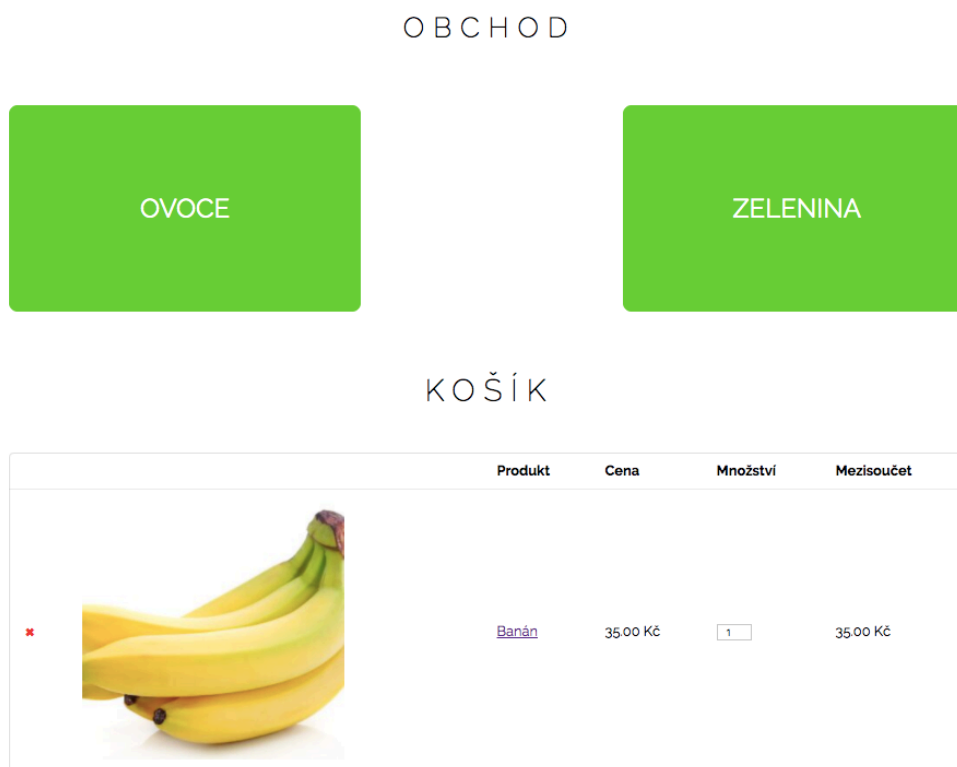 OBCHOD
OVOCE
ZELENINA
KOŠÍK
Produkt Cena Množství Mezisoučet
✖ Banán 35.00 Kč 1 35.00 Kč